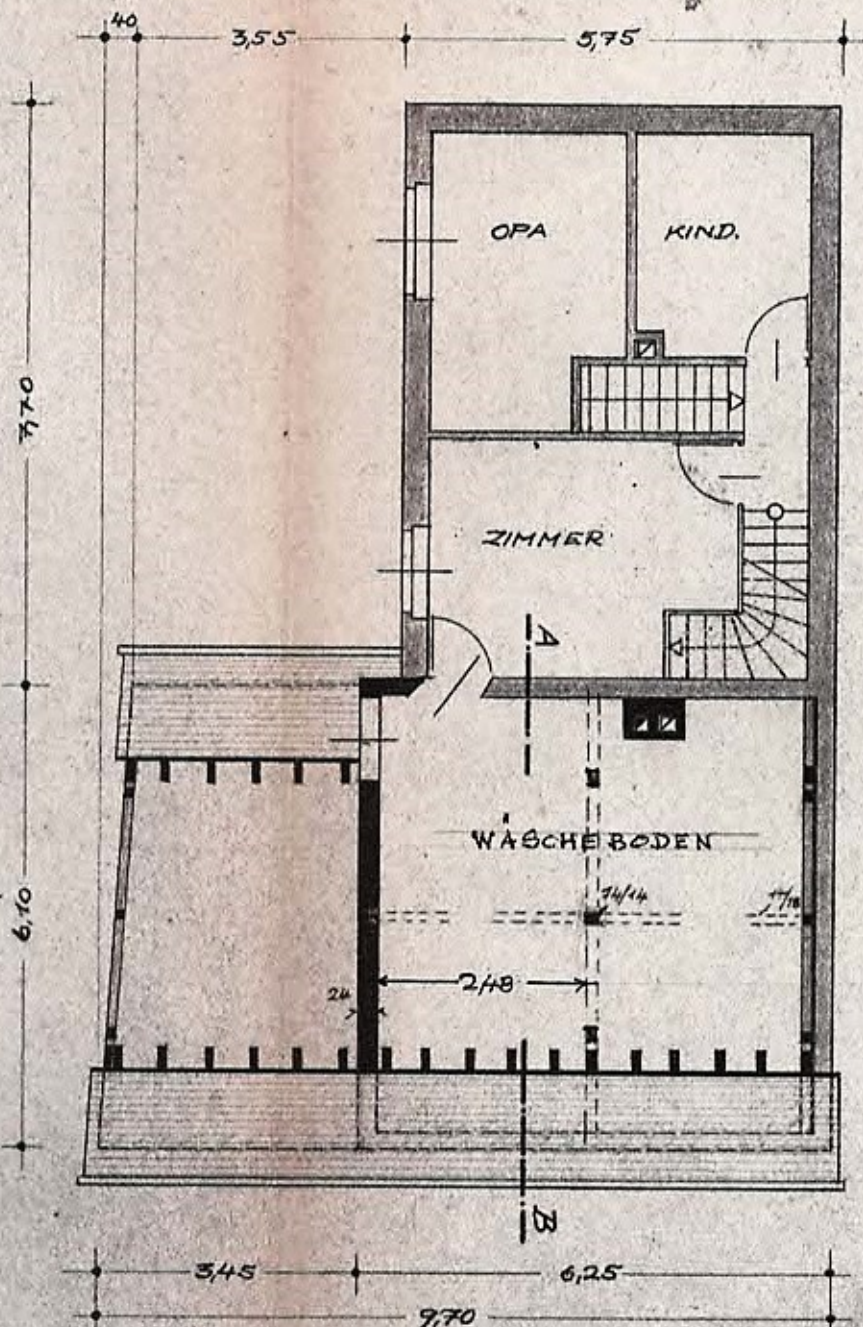 40 3,55 5,75
OPA KIND.
7,70
ZIMMER
A
WÄSCHEBODEN
14/14
6,10
2,48
24
B
3,45 6,25
9,70